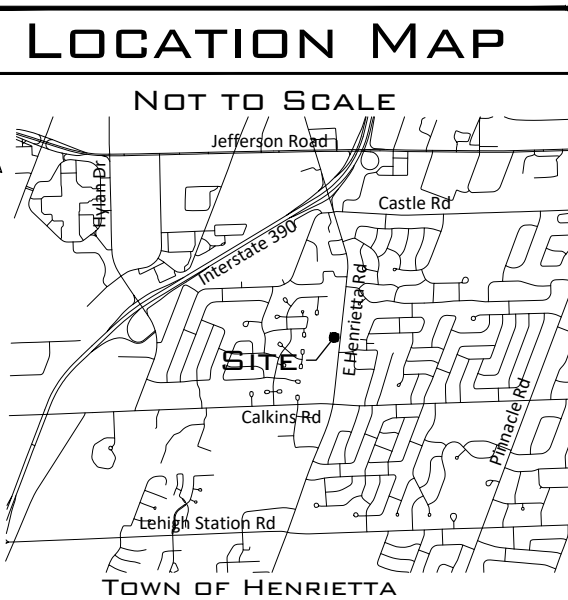 LOCATION MAP
NOT TO SCALE
Jefferson Road
Hylan Dr
Castle Rd
Interstate 390
E Henrietta Rd
SITE
Calkins Rd
Pinnacle Rd
Lehigh Station Rd
TOWN OF HENRIETTA